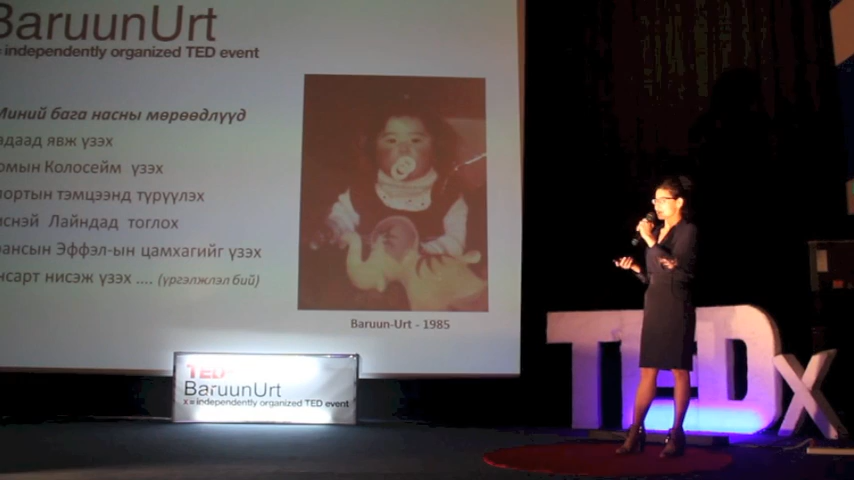 BaruunUrt
= independently organized TED event
Миний бага насны мөрөөдлүүд
адаад явж үзэх
омын Колосейм үзэх
портын тэмцээнд түрүүлэх
иснэй Лайндад тоглох
рансын Эффэл-ын цамхагийг үзэх
нсарт нисэж үзэх .... (үргэлжлэл бий)
Baruun-Urt - 1985
TED
BaruunUrt
x = independently organized TED event
TEDx